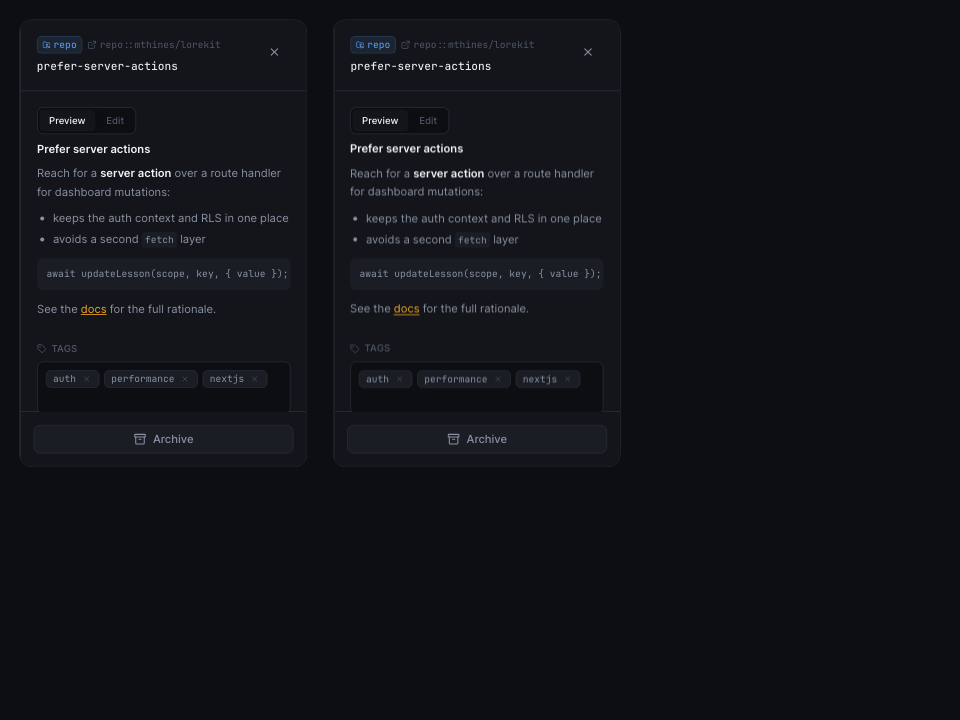 repo repo::mthines/lorekit
prefer-server-actions
Preview Edit
Prefer server actions
Reach for a server action over a route handler
for dashboard mutations:
• keeps the auth context and RLS in one place
• avoids a second fetch layer
await updateLesson(scope, key, { value });
See the docs for the full rationale.
TAGS
auth × performance × nextjs ×
Archive
repo repo::mthines/lorekit
prefer-server-actions
Preview Edit
Prefer server actions
Reach for a server action over a route handler
for dashboard mutations:
• keeps the auth context and RLS in one place
• avoids a second fetch layer
await updateLesson(scope, key, { value });
See the docs for the full rationale.
TAGS
auth × performance × nextjs ×
Archive